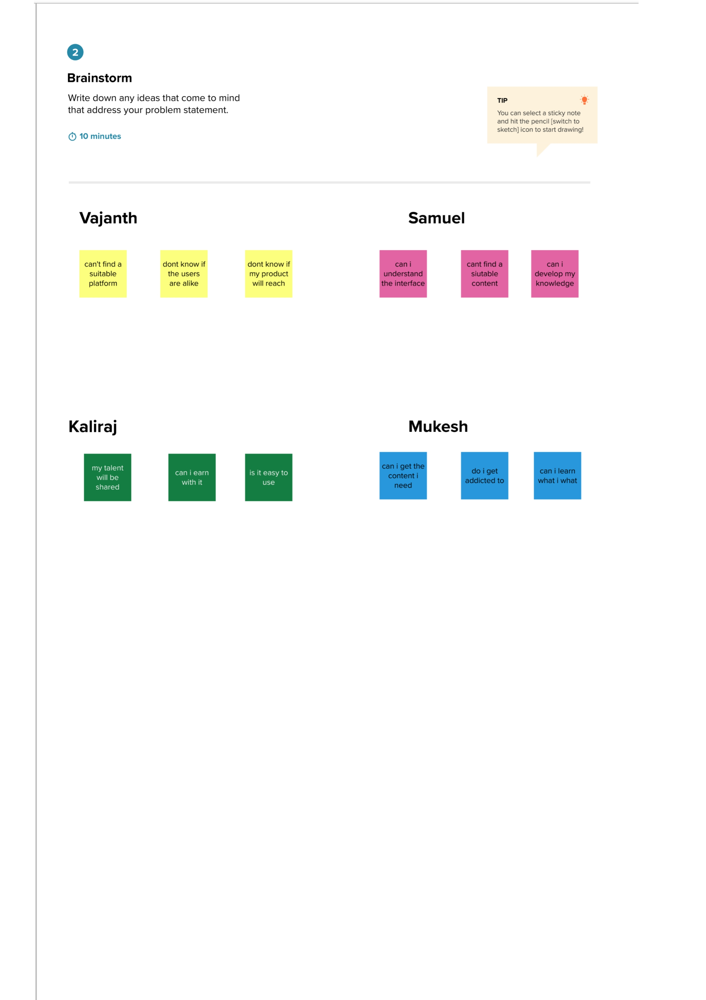 2
Brainstorm
Write down any ideas that come to mind
that address your problem statement.
10 minutes
TIP
You can select a sticky note
and hit the pencil [switch to
sketch] icon to start drawing!
Vajanth
can't find a
suitable
platform
dont know if
the users
are alike
dont know if
my product
will reach
Samuel
can i
understand
the interface
cant find a
siutable
content
can i
develop my
knowledge
Kaliraj
my talent
will be
shared
can i earn
with it
is it easy to
use
Mukesh
can i get the
content i
need
do i get
addicted to
can i learn
what i what